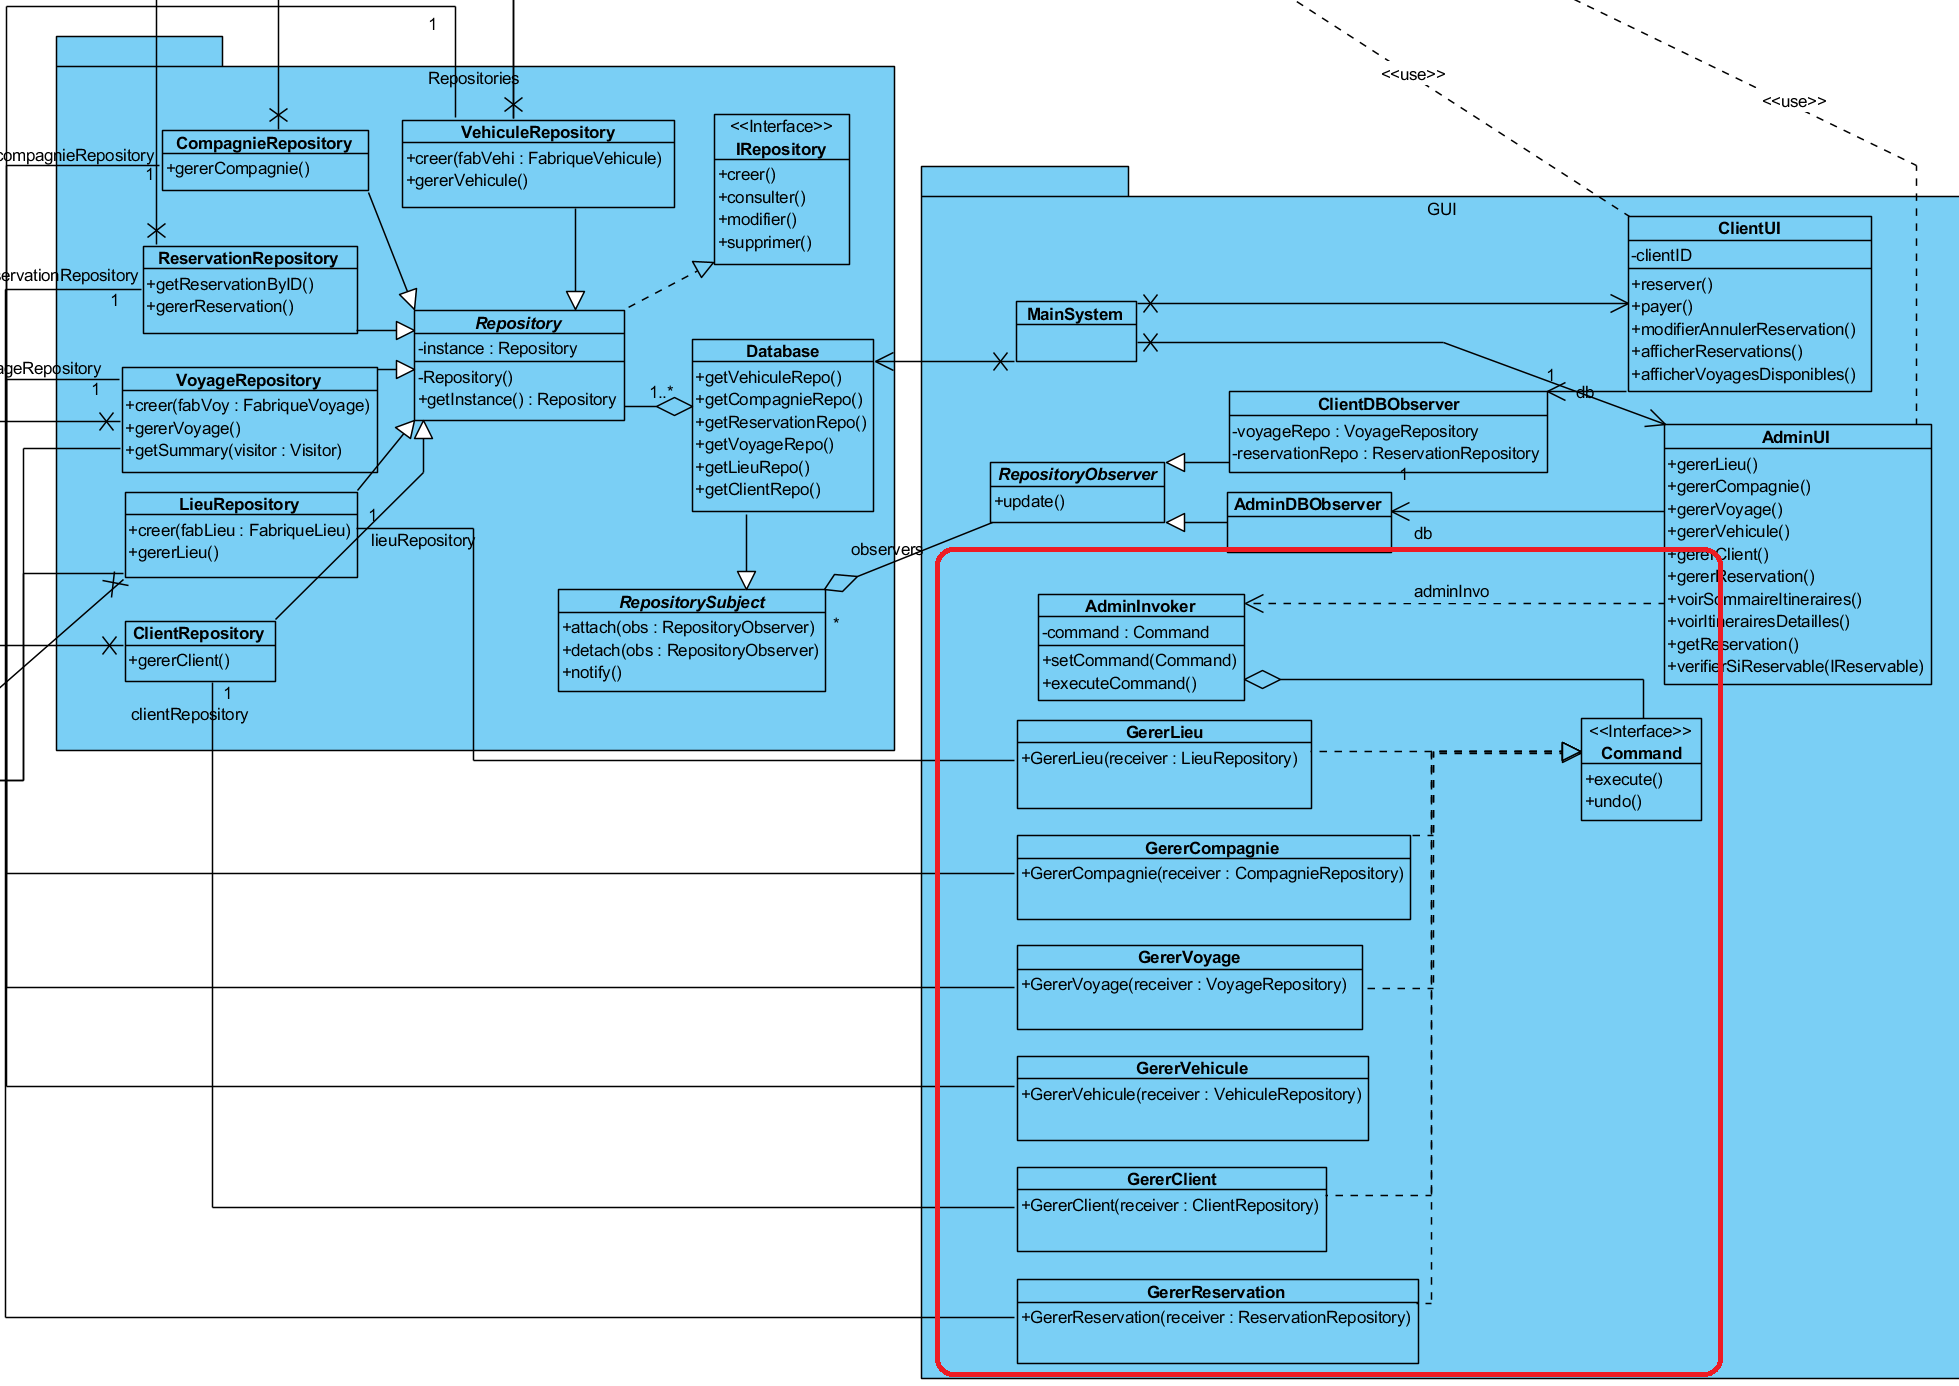 1
Repositories
CompagnieRepository
+gererCompagnie()
compagnieRepository
1
VehiculeRepository
+creer(fabVehi : FabriqueVehicule)
+gererVehicule()
<<Interface>>
IRepository
+creer()
+consulter()
+modifier()
+supprimer()
ReservationRepository
+getReservationByID()
+gererReservation()
ervationRepository
1
Repository
-instance : Repository
-Repository()
+getInstance() : Repository
1..*
Database
+getVehiculeRepo()
+getCompagnieRepo()
+getReservationRepo()
+getVoyageRepo()
+getLieuRepo()
+getClientRepo()
ageRepository
1
VoyageRepository
+creer(fabVoy : FabriqueVoyage)
+gererVoyage()
+getSummary(visitor : Visitor)
LieuRepository
+creer(fabLieu : FabriqueLieu)
+gererLieu()
1
lieuRepository
ClientRepository
+gererClient()
1
clientRepository
RepositorySubject
+attach(obs : RepositoryObserver)
+detach(obs : RepositoryObserver)
+notify()
*
observers
<<use>>
<<use>>
GUI
ClientUI
-clientID
+reserver()
+payer()
+modifierAnnulerReservation()
+afficherReservations()
+afficherVoyagesDisponibles()
MainSystem
1
db
ClientDBObserver
-voyageRepo : VoyageRepository
-reservationRepo : ReservationRepository
1
RepositoryObserver
+update()
AdminDBObserver
db
AdminUI
+gererLieu()
+gererCompagnie()
+gererVoyage()
+gererVehicule()
+gererClient()
+gererReservation()
+voirSommaireItineraires()
+voirItinerairesDetailles()
+getReservation()
+verifierSiReservable(IReservable)
adminInvo
AdminInvoker
-command : Command
+setCommand(Command)
+executeCommand()
<<Interface>>
Command
+execute()
+undo()
GererLieu
+GererLieu(receiver : LieuRepository)
GererCompagnie
+GererCompagnie(receiver : CompagnieRepository)
GererVoyage
+GererVoyage(receiver : VoyageRepository)
GererVehicule
+GererVehicule(receiver : VehiculeRepository)
GererClient
+GererClient(receiver : ClientRepository)
GererReservation
+GererReservation(receiver : ReservationRepository)